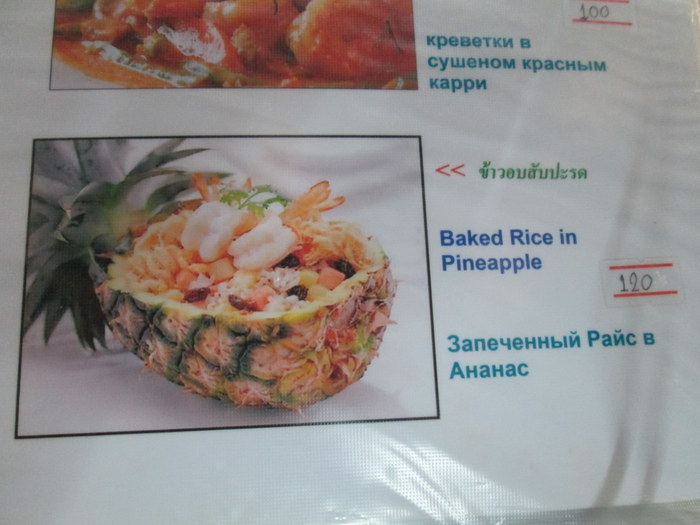 100
креветки в
сушеном красным
карри
<< ข้าวอบสับปะรด
Baked Rice in
Pineapple
120
Запеченный Райс в
Ананас